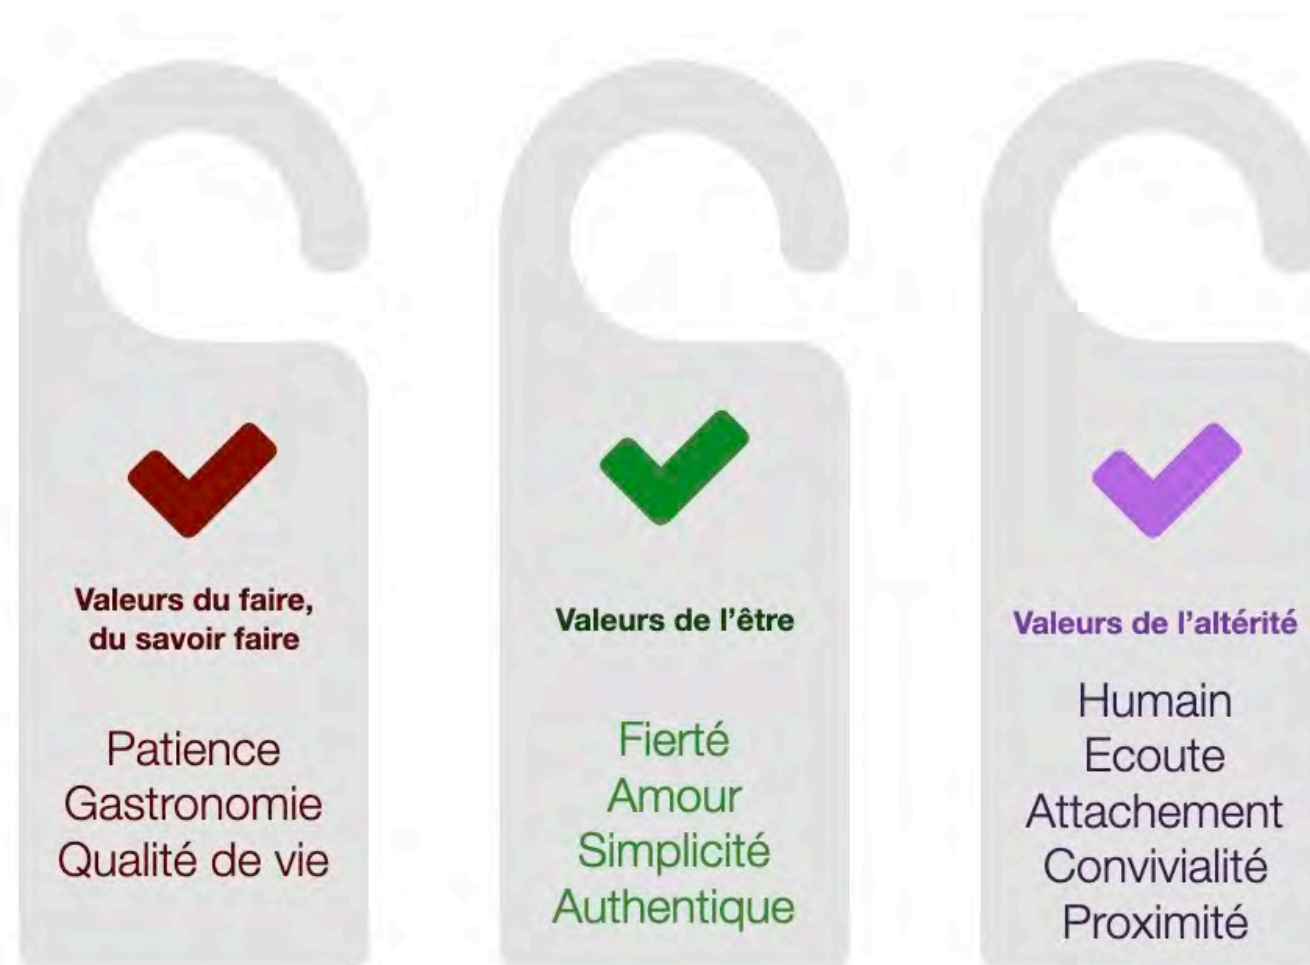 Valeurs du faire,
du savoir faire
Patience
Gastronomie
Qualité de vie
Valeurs de l'être
Fierté
Amour
Simplicité
Authentique
Valeurs de l'altérité
Humain
Ecoute
Attachement
Convivialité
Proximité